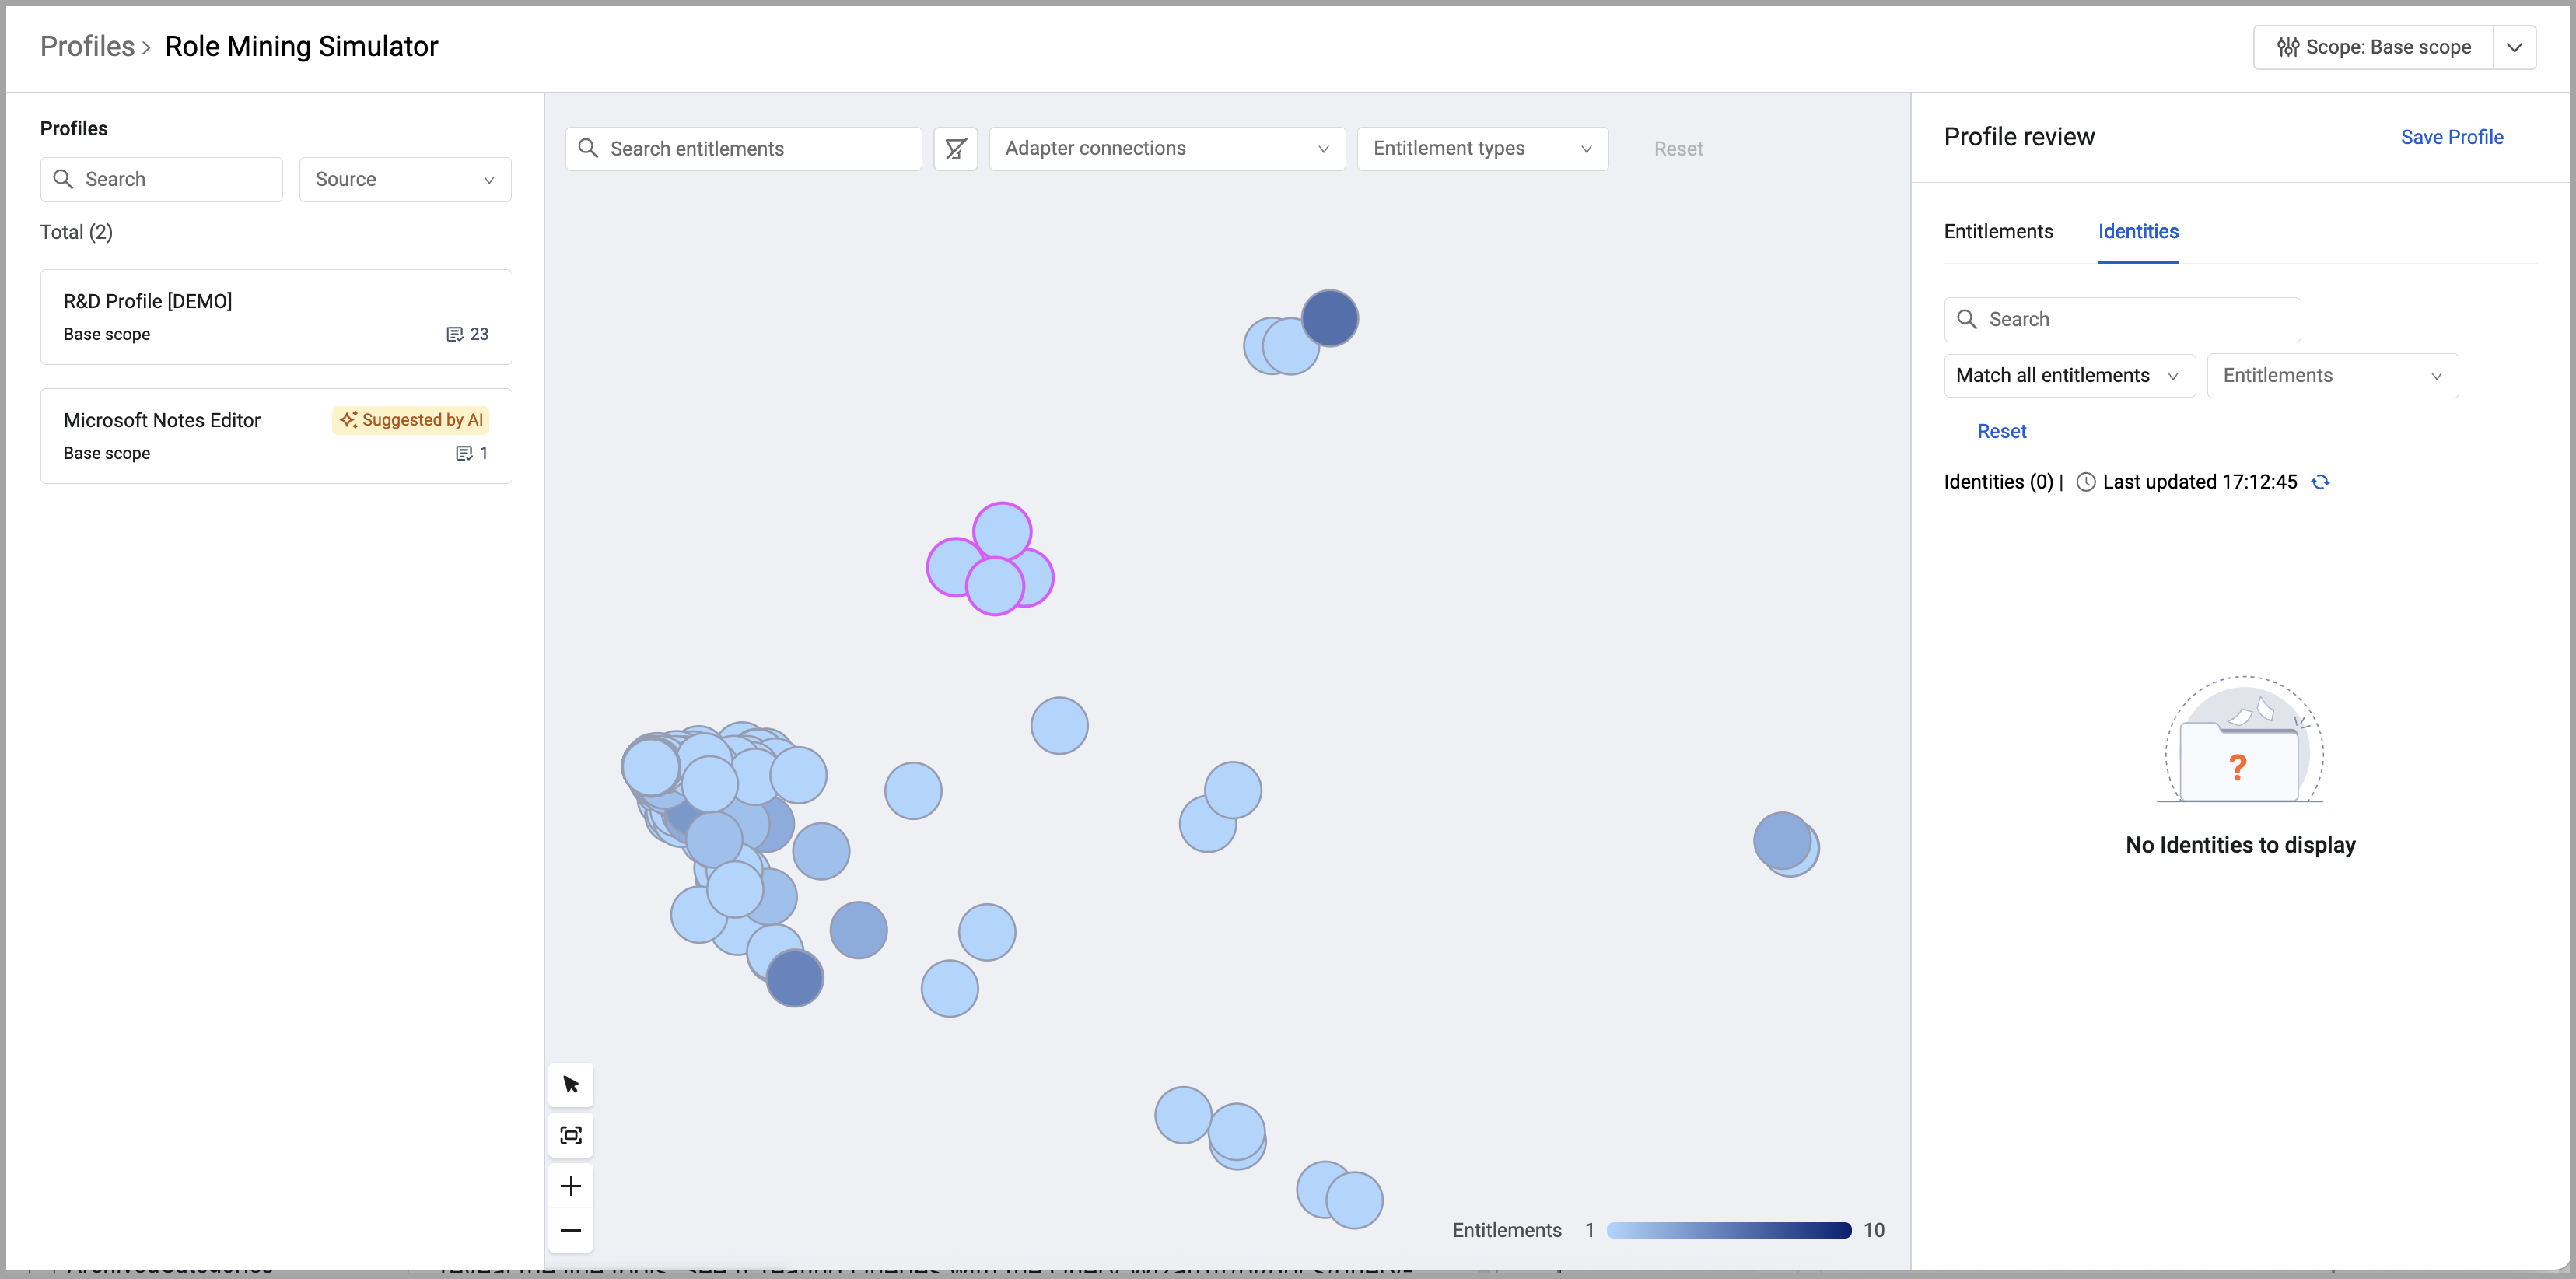 Profiles > Role Mining Simulator
Scope: Base scope
Profiles
Search
Source
Total (2)
R&D Profile [DEMO]
Base scope
23
Microsoft Notes Editor
Suggested by AI
Base scope
1
Search entitlements
Adapter connections
Entitlement types
Reset
Entitlements 1 10
Profile review
Save Profile
Entitlements
Identities
Search
Match all entitlements
Entitlements
Reset
Identities (0) | Last updated 17:12:45
?
No Identities to display